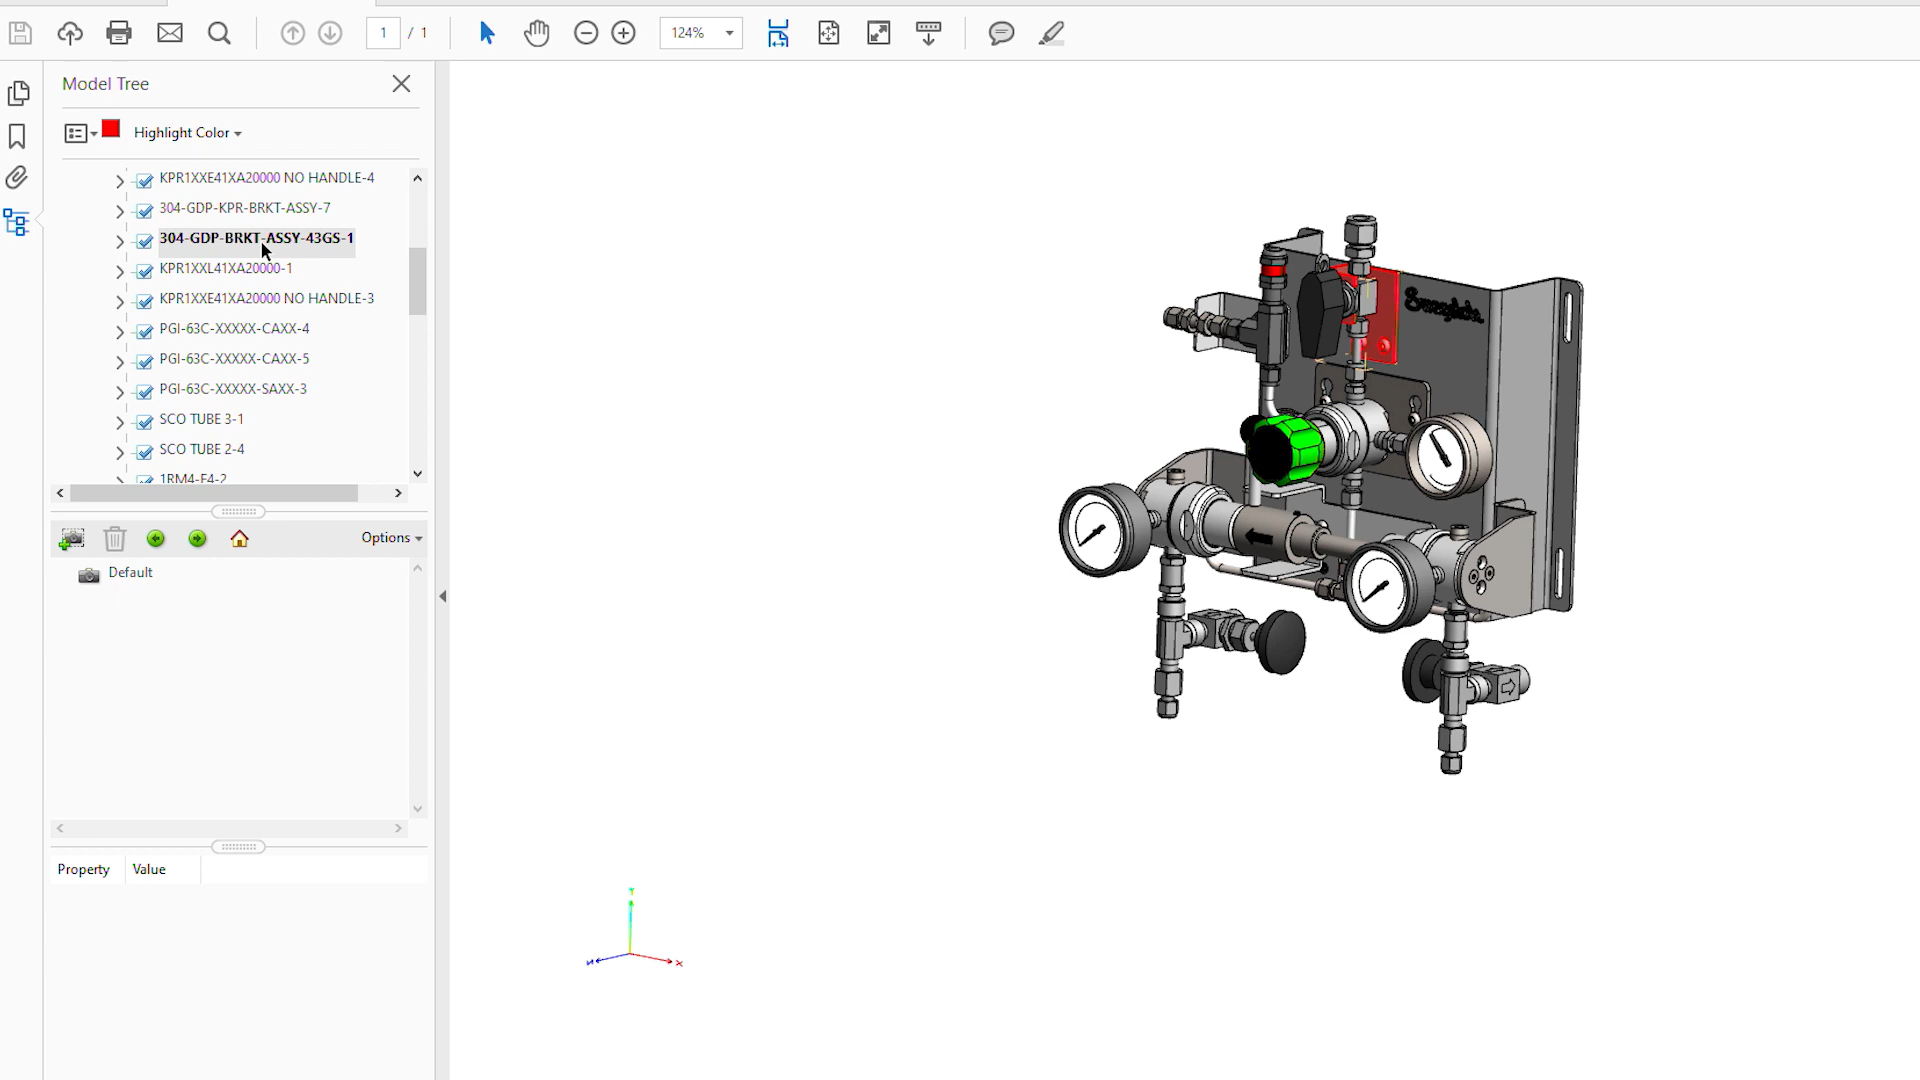 1 / 1
124%
Model Tree
Highlight Color
KPR1XXE41XA20000 NO HANDLE-4
304-GDP-KPR-BRKT-ASSY-7
304-GDP-BRKT-ASSY-43GS-1
KPR1XXL41XA20000-1
KPR1XXE41XA20000 NO HANDLE-3
PGI-63C-XXXXX-CAXX-4
PGI-63C-XXXXX-CAXX-5
PGI-63C-XXXXX-SAXX-3
SCO TUBE 3-1
SCO TUBE 2-4
1RM4-F4-2
Options
Default
Property Value
Swagelok
Y
Z X